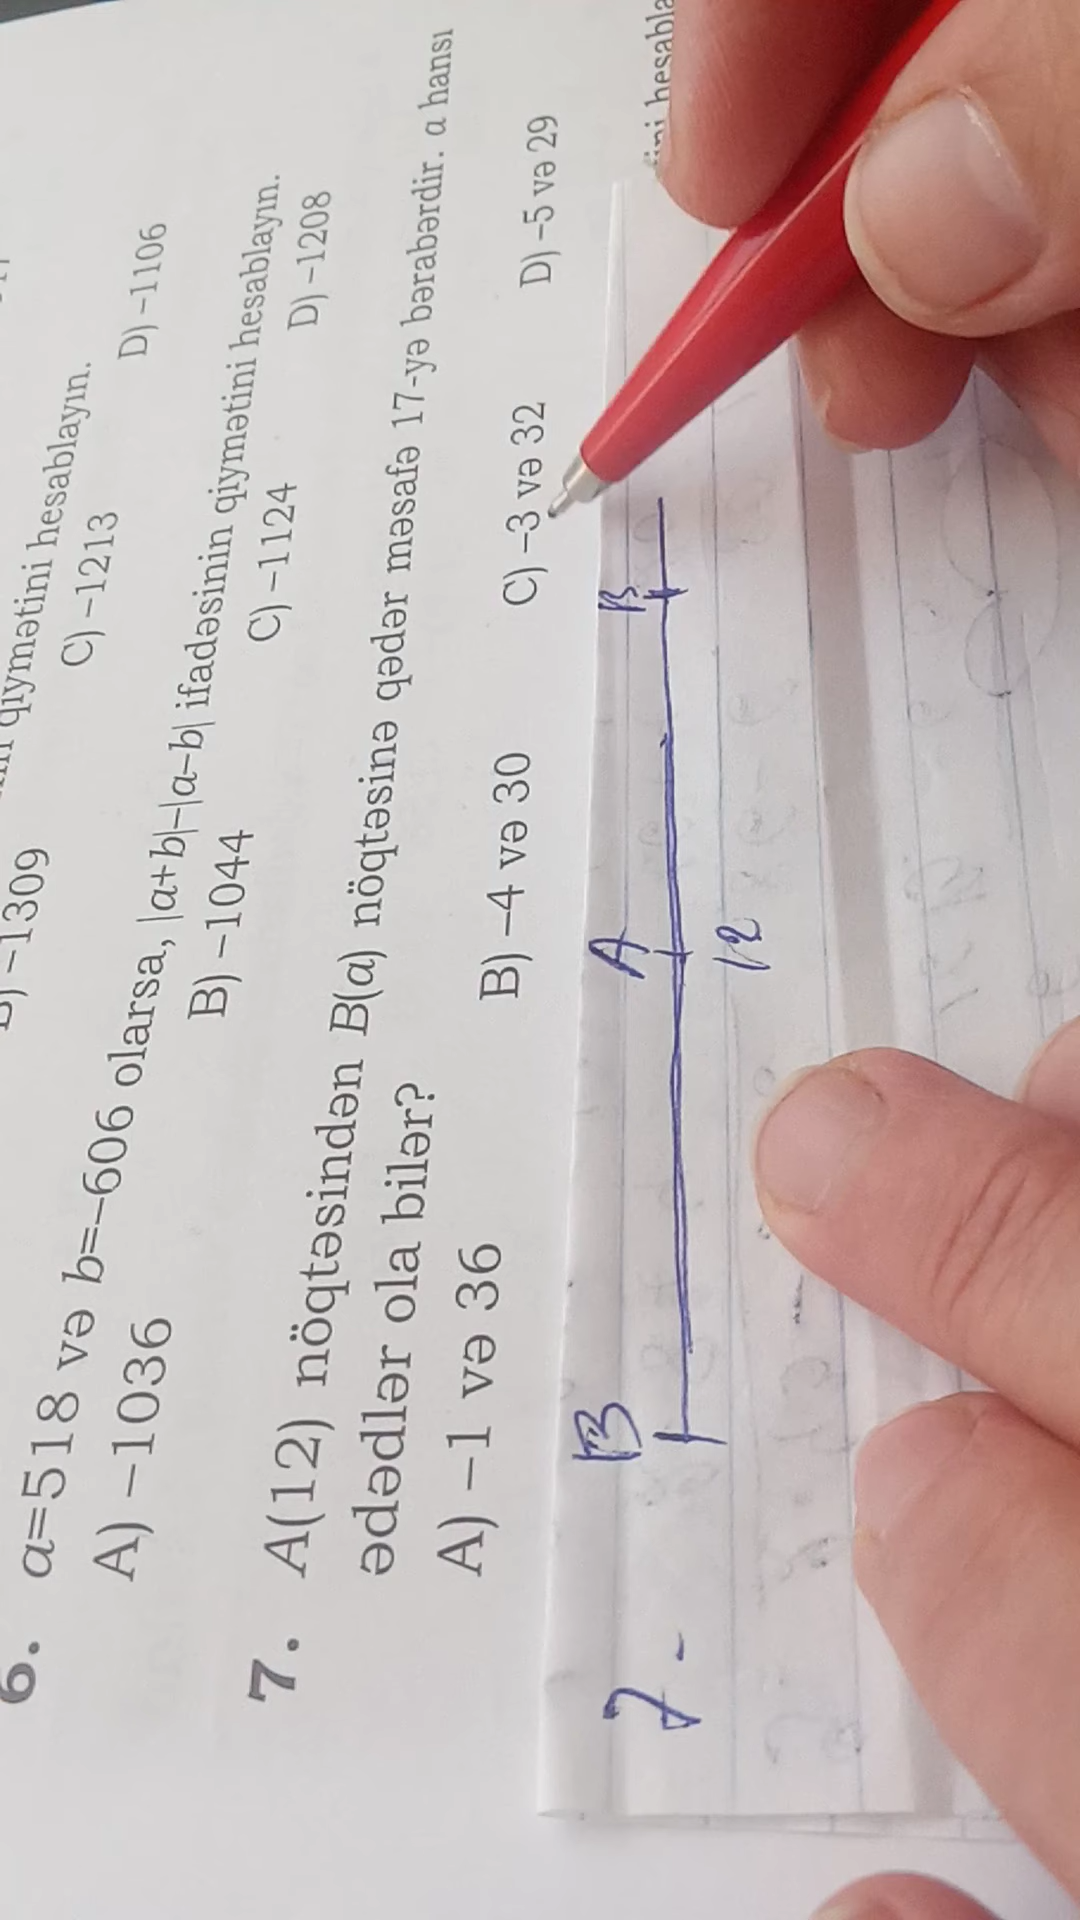 qiymətini hesablayın.
B) −1309 C) −1213 D) −1106
6. a=518 və b=−606 olarsa, |a+b|−|a−b| ifadəsinin qiymətini hesablayın.
A) −1036 B) −1044 C) −1124 D) −1208
7. A(12) nöqtəsindən B(a) nöqtəsinə qədər məsafə 17-yə bərabərdir. a hansı
ədədlər ola bilər?
A) −1 və 36 B) −4 və 30 C) −3 və 32 D) −5 və 29
hesabla
B A B
7 - 12